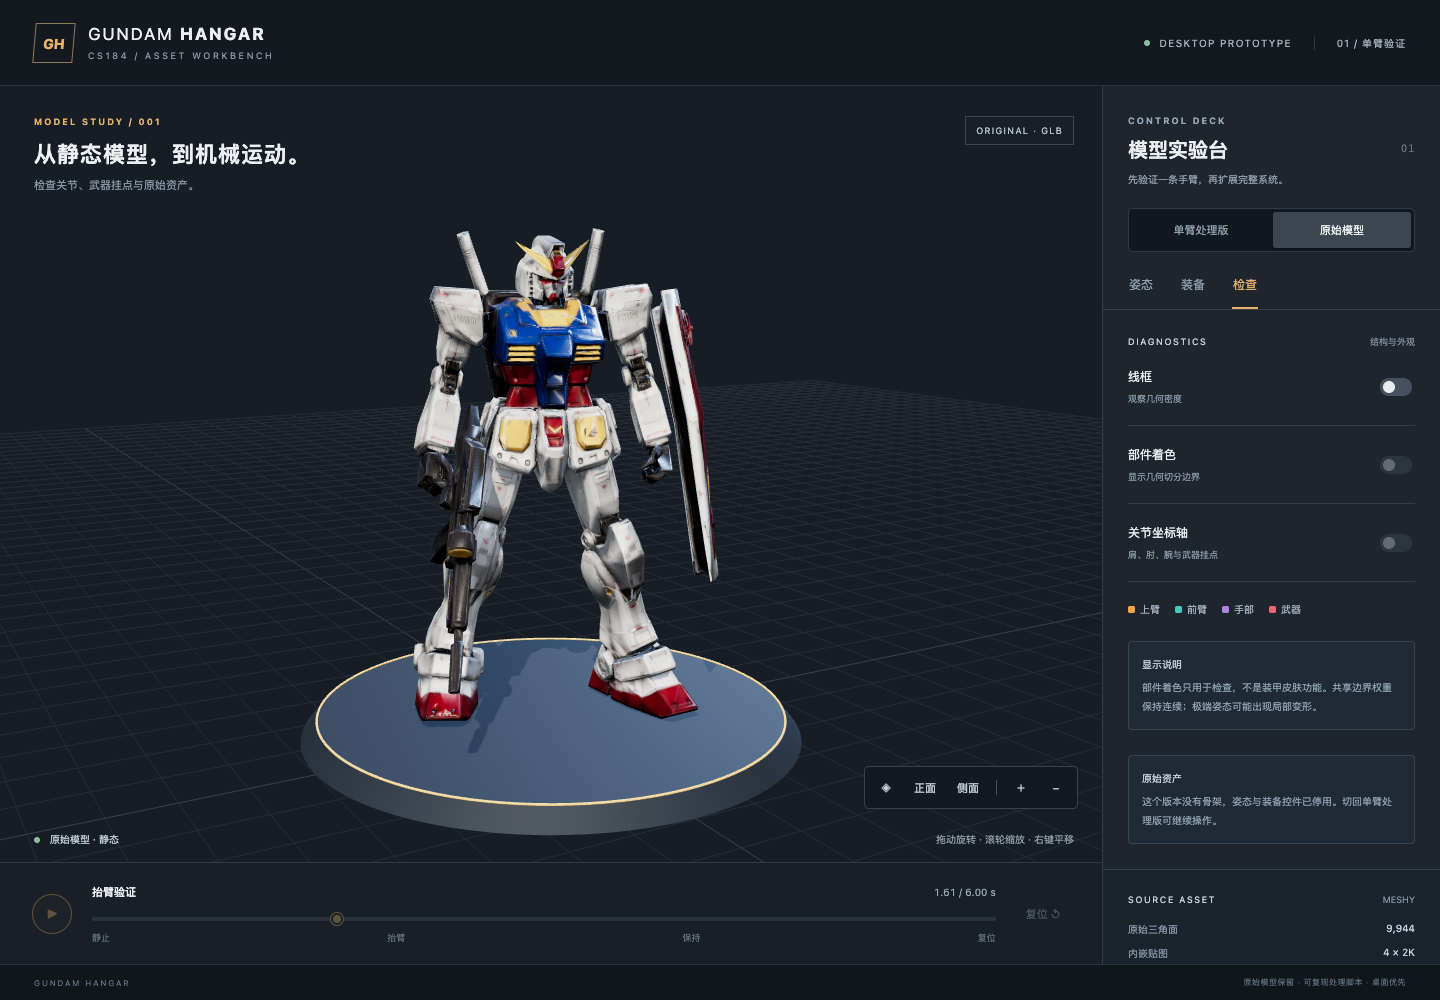 GH
GUNDAM HANGAR
CS184 / ASSET WORKBENCH
DESKTOP PROTOTYPE
01 / 单臂验证
MODEL STUDY / 001
从静态模型，到机械运动。
检查关节、武器挂点与原始资产。
ORIGINAL · GLB
正面 侧面 + −
原始模型 · 静态
拖动旋转 · 滚轮缩放 · 右键平移
抬臂验证
1.61 / 6.00 s
静止 抬臂 保持 复位
复位
CONTROL DECK
模型实验台
01
先验证一条手臂，再扩展完整系统。
单臂处理版 原始模型
姿态 装备 检查
DIAGNOSTICS 结构与外观
线框
观察几何密度
部件着色
显示几何切分边界
关节坐标轴
肩、肘、腕与武器挂点
上臂 前臂 手部 武器
显示说明
部件着色只用于检查，不是装甲皮肤功能。共享边界权重
保持连续；极端姿态可能出现局部变形。
原始资产
这个版本没有骨架，姿态与装备控件已停用。切回单臂处
理版可继续操作。
SOURCE ASSET MESHY
原始三角面 9,944
内嵌贴图 4 × 2K
GUNDAM HANGAR
原始模型保留 · 可复现处理脚本 · 桌面优先